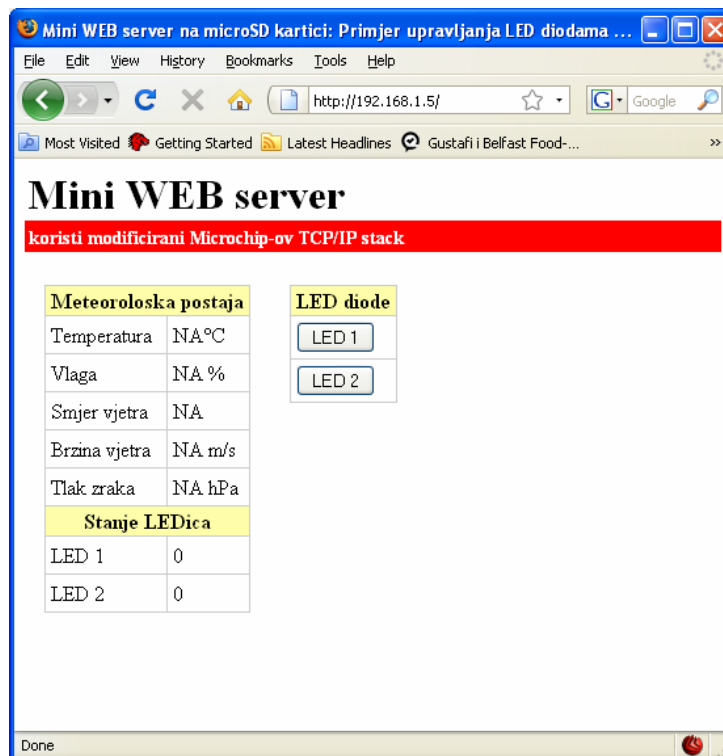 Mini WEB server na microSD kartici: Primjer upravljanja LED diodama ...
File Edit View History Bookmarks Tools Help
http://192.168.1.5/ G Google
Most Visited Getting Started Latest Headlines Gustafi i Belfast Food-... »
Mini WEB server
koristi modificirani Microchip-ov TCP/IP stack
Meteoroloska postaja
Temperatura NA°C
Vlaga NA %
Smjer vjetra NA
Brzina vjetra NA m/s
Tlak zraka NA hPa
Stanje LEDica
LED 1 0
LED 2 0
LED diode
LED 1
LED 2
Done